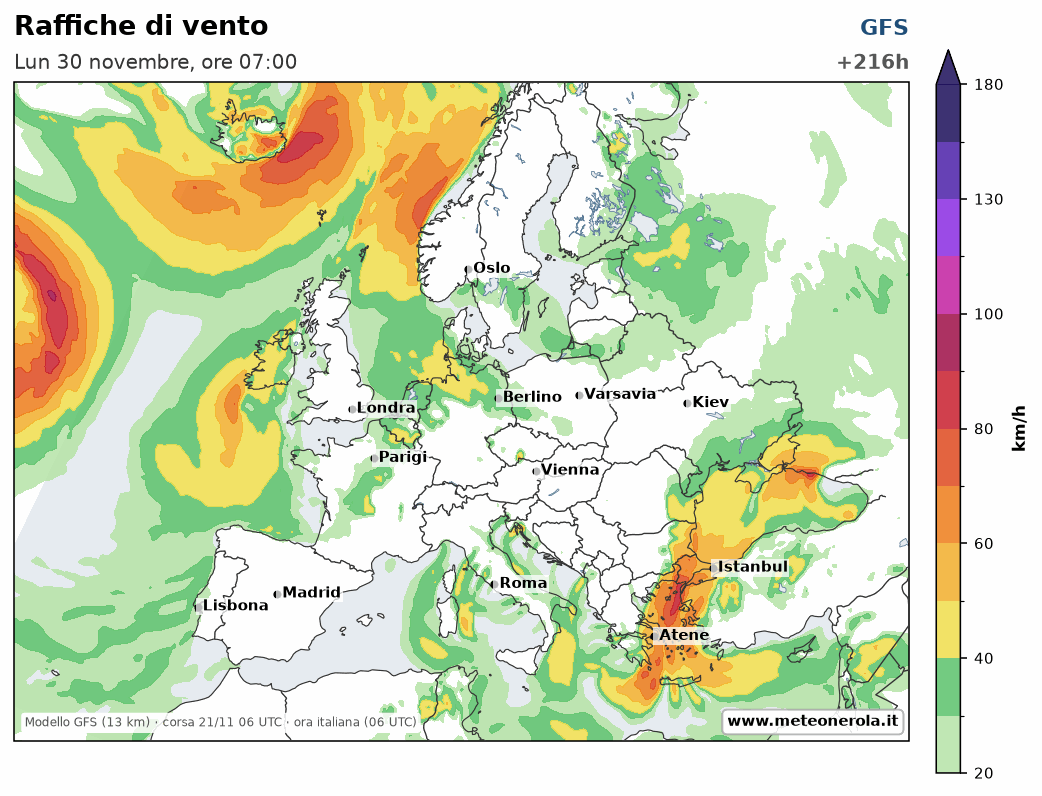 Raffiche di vento
GFS
Lun 30 novembre, ore 07:00
+216h
180
130
100
80
60
40
20
km/h
Oslo
Londra
Berlino
Varsavia
Kiev
Parigi
Vienna
Istanbul
Roma
Madrid
Lisbona
Atene
Modello GFS (13 km) · corsa 21/11 06 UTC · ora italiana (06 UTC)
www.meteonerola.it